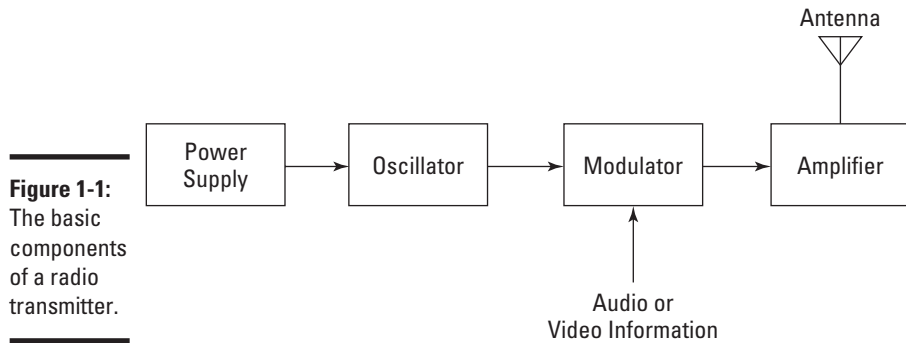 Antenna
Power
Supply
Oscillator
Modulator
Amplifier
Figure 1-1:
The basic
components
of a radio
transmitter.
Audio or
Video Information